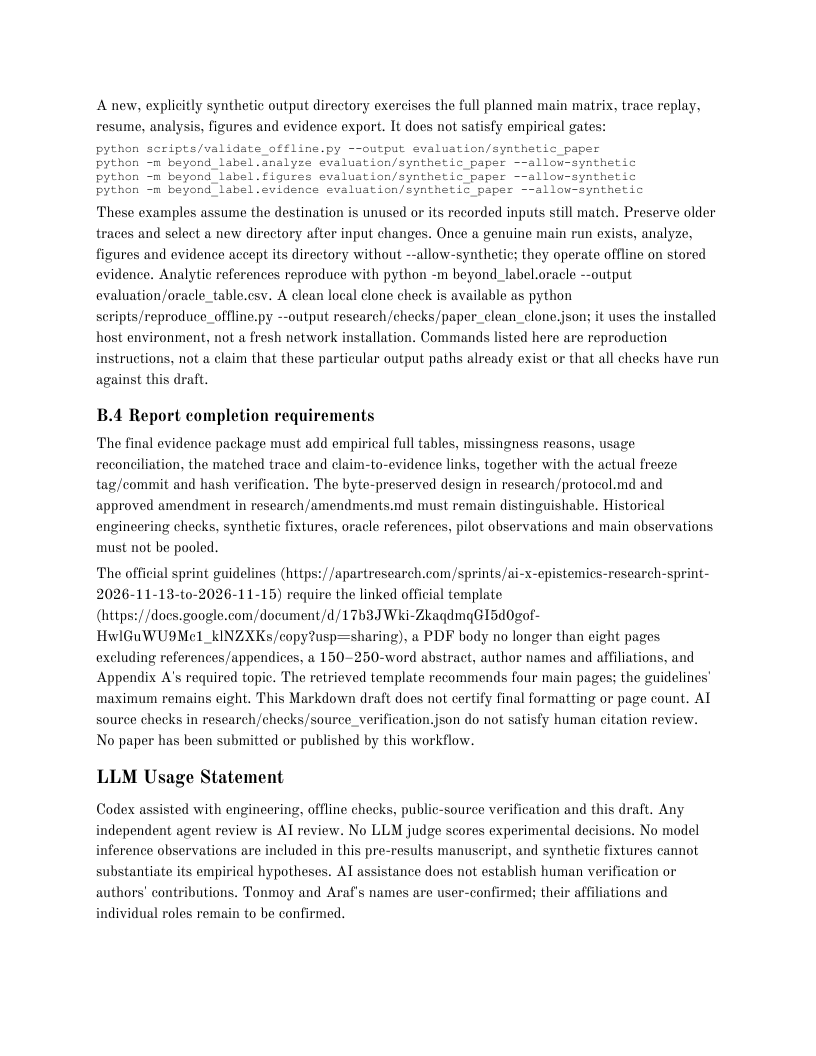 A new, explicitly synthetic output directory exercises the full planned main matrix, trace replay,
resume, analysis, figures and evidence export. It does not satisfy empirical gates:
python scripts/validate_offline.py --output evaluation/synthetic_paper
python -m beyond_label.analyze evaluation/synthetic_paper --allow-synthetic
python -m beyond_label.figures evaluation/synthetic_paper --allow-synthetic
python -m beyond_label.evidence evaluation/synthetic_paper --allow-synthetic
These examples assume the destination is unused or its recorded inputs still match. Preserve older
traces and select a new directory after input changes. Once a genuine main run exists, analyze,
figures and evidence accept its directory without --allow-synthetic; they operate offline on stored
evidence. Analytic references reproduce with python -m beyond_label.oracle --output
evaluation/oracle_table.csv. A clean local clone check is available as python
scripts/reproduce_offline.py --output research/checks/paper_clean_clone.json; it uses the installed
host environment, not a fresh network installation. Commands listed here are reproduction
instructions, not a claim that these particular output paths already exist or that all checks have run
against this draft.
B.4 Report completion requirements
The final evidence package must add empirical full tables, missingness reasons, usage
reconciliation, the matched trace and claim-to-evidence links, together with the actual freeze
tag/commit and hash verification. The byte-preserved design in research/protocol.md and
approved amendment in research/amendments.md must remain distinguishable. Historical
engineering checks, synthetic fixtures, oracle references, pilot observations and main observations
must not be pooled.
The official sprint guidelines (https://apartresearch.com/sprints/ai-x-epistemics-research-sprint-
2026-11-13-to-2026-11-15) require the linked official template
(https://docs.google.com/document/d/17b3JWki-ZkaqdmqGI5d0gof-
HwlGuWU9Mc1_klNZXKs/copy?usp=sharing), a PDF body no longer than eight pages
excluding references/appendices, a 150–250-word abstract, author names and affiliations, and
Appendix A's required topic. The retrieved template recommends four main pages; the guidelines'
maximum remains eight. This Markdown draft does not certify final formatting or page count. AI
source checks in research/checks/source_verification.json do not satisfy human citation review.
No paper has been submitted or published by this workflow.
LLM Usage Statement
Codex assisted with engineering, offline checks, public-source verification and this draft. Any
independent agent review is AI review. No LLM judge scores experimental decisions. No model
inference observations are included in this pre-results manuscript, and synthetic fixtures cannot
substantiate its empirical hypotheses. AI assistance does not establish human verification or
authors' contributions. Tonmoy and Araf's names are user-confirmed; their affiliations and
individual roles remain to be confirmed.